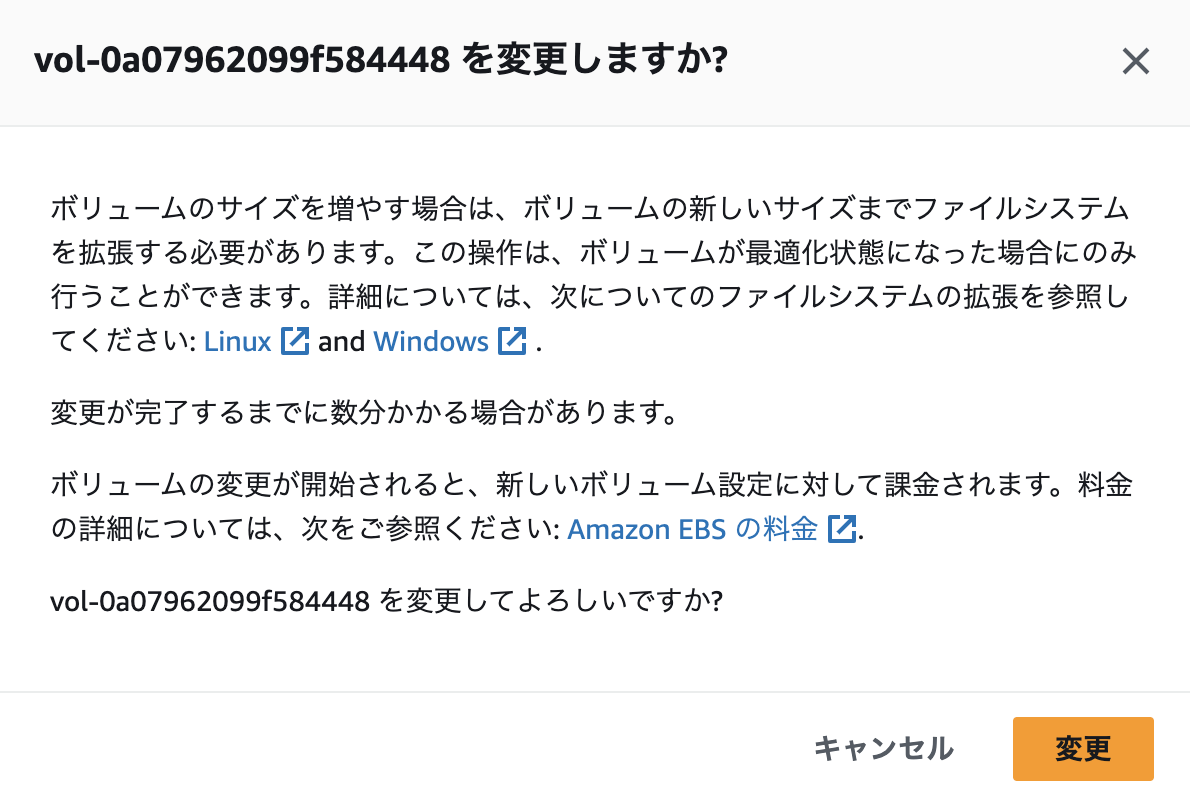 vol-0a07962099f584448 を変更しますか?
ボリュームのサイズを増やす場合は、ボリュームの新しいサイズまでファイルシステム
を拡張する必要があります。この操作は、ボリュームが最適化状態になった場合にのみ
行うことができます。詳細については、次についてのファイルシステムの拡張を参照し
てください: Linux and Windows .
変更が完了するまでに数分かかる場合があります。
ボリュームの変更が開始されると、新しいボリューム設定に対して課金されます。料金
の詳細については、次をご参照ください: Amazon EBS の料金 .
vol-0a07962099f584448 を変更してよろしいですか?
キャンセル
変更